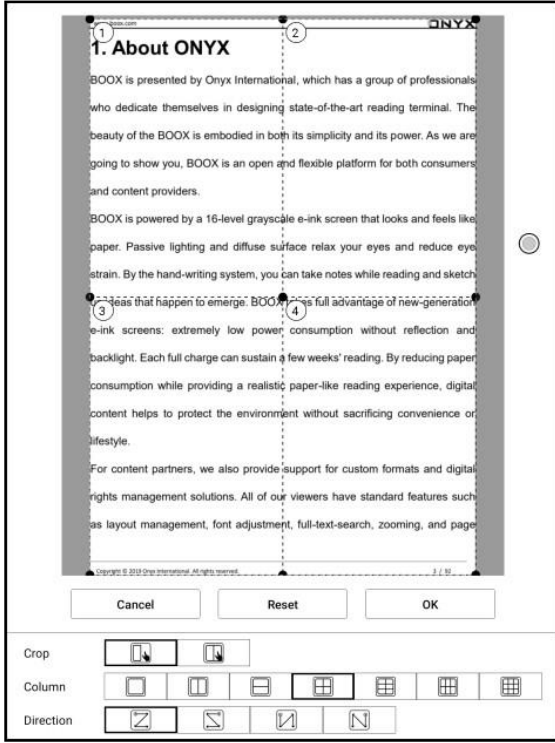 www.boox.com ONYX
1 2
1. About ONYX
BOOX is presented by Onyx International, which has a group of professionals
who dedicate themselves in designing state-of-the-art reading terminal. The
beauty of the BOOX is embodied in both its simplicity and its power. As we are
going to show you, BOOX is an open and flexible platform for both consumers
and content providers.
BOOX is powered by a 16-level grayscale e-ink screen that looks and feels like
paper. Passive lighting and diffuse surface relax your eyes and reduce eye
strain. By the hand-writing system, you can take notes while reading and sketch
ideas that happen to emerge. BOOX full advantage of new-generation
3 4
e-ink screens: extremely low power consumption without reflection and
backlight. Each full charge can sustain a few weeks' reading. By reducing paper
consumption while providing a realistic paper-like reading experience, digital
content helps to protect the environment without sacrificing convenience or
lifestyle.
For content partners, we also provide support for custom formats and digital
rights management solutions. All of our viewers have standard features such
as layout management, font adjustment, full-text-search, zooming, and page
Copyright © 2019 Onyx International. All rights reserved. 3 / 92
Cancel Reset OK
Crop
Column
Direction